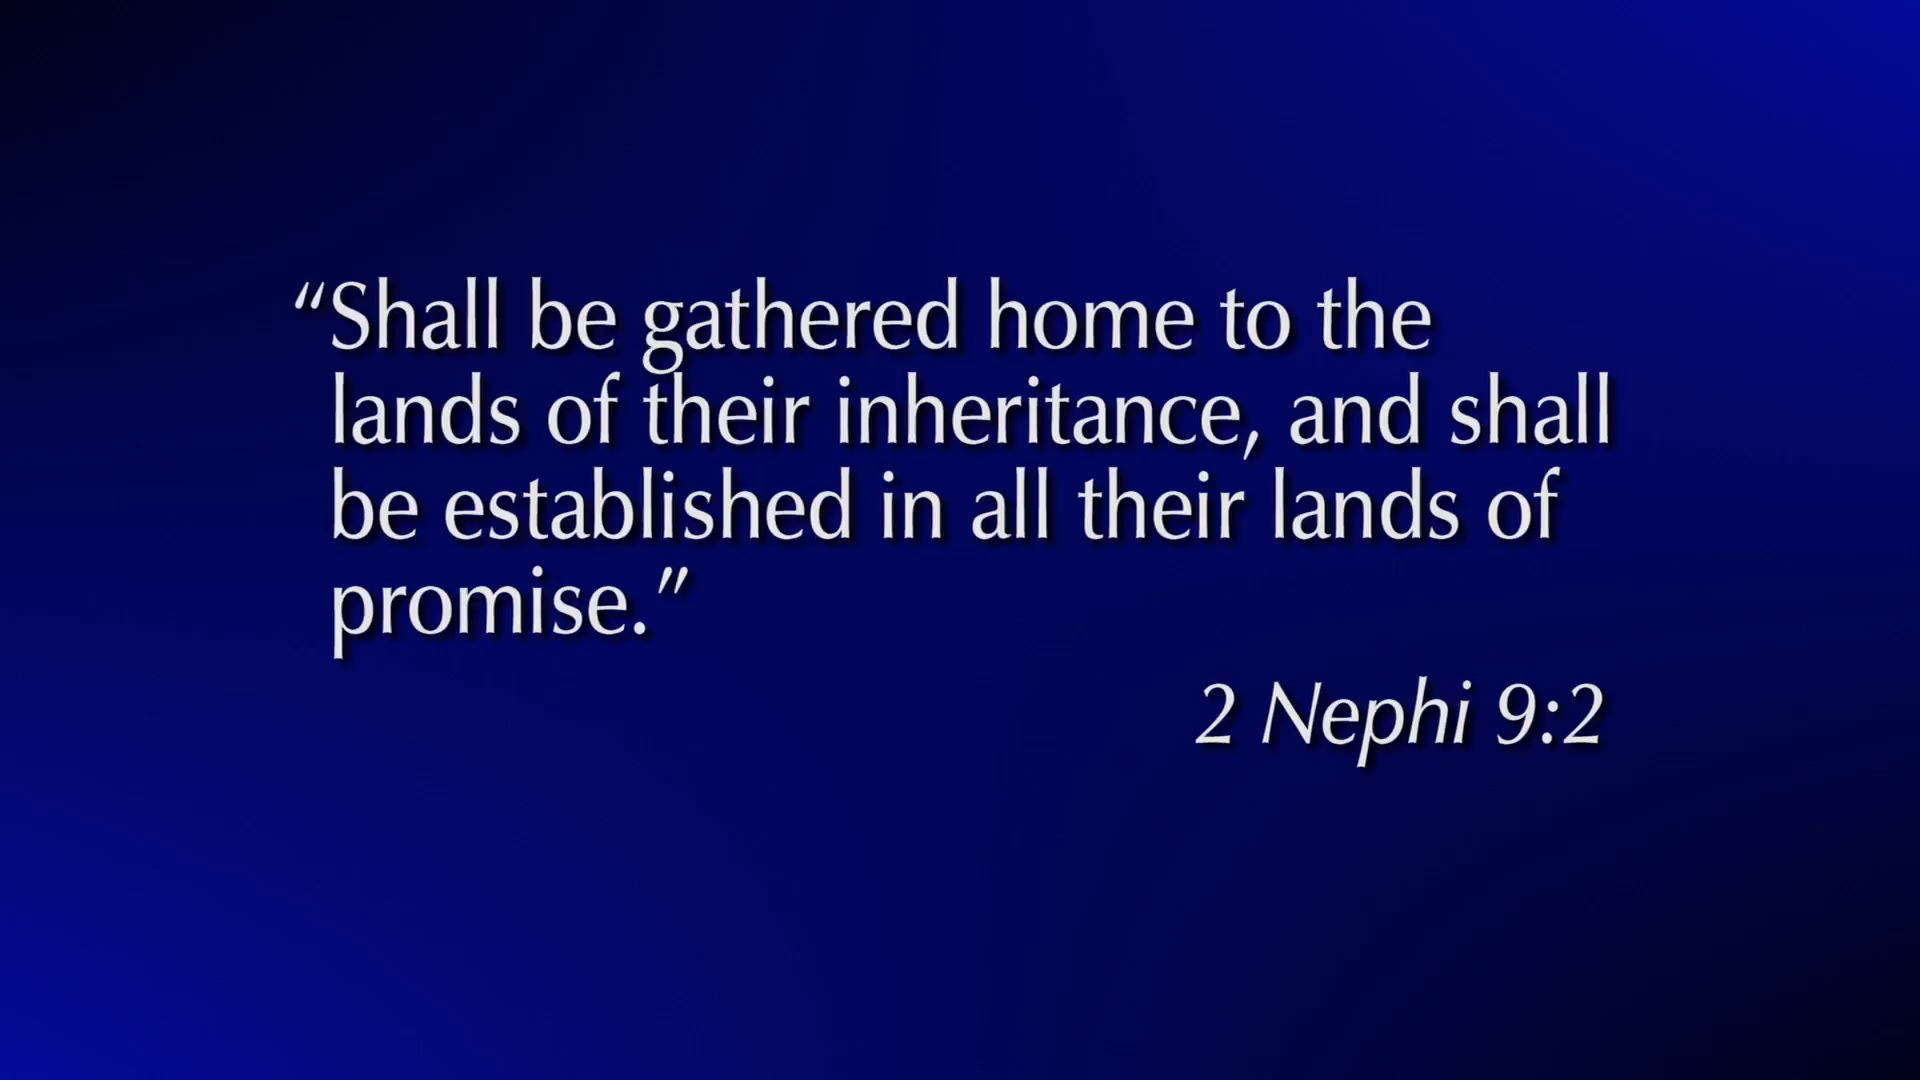 “Shall be gathered home to the
lands of their inheritance, and shall
be established in all their lands of
promise.”
2 Nephi 9:2